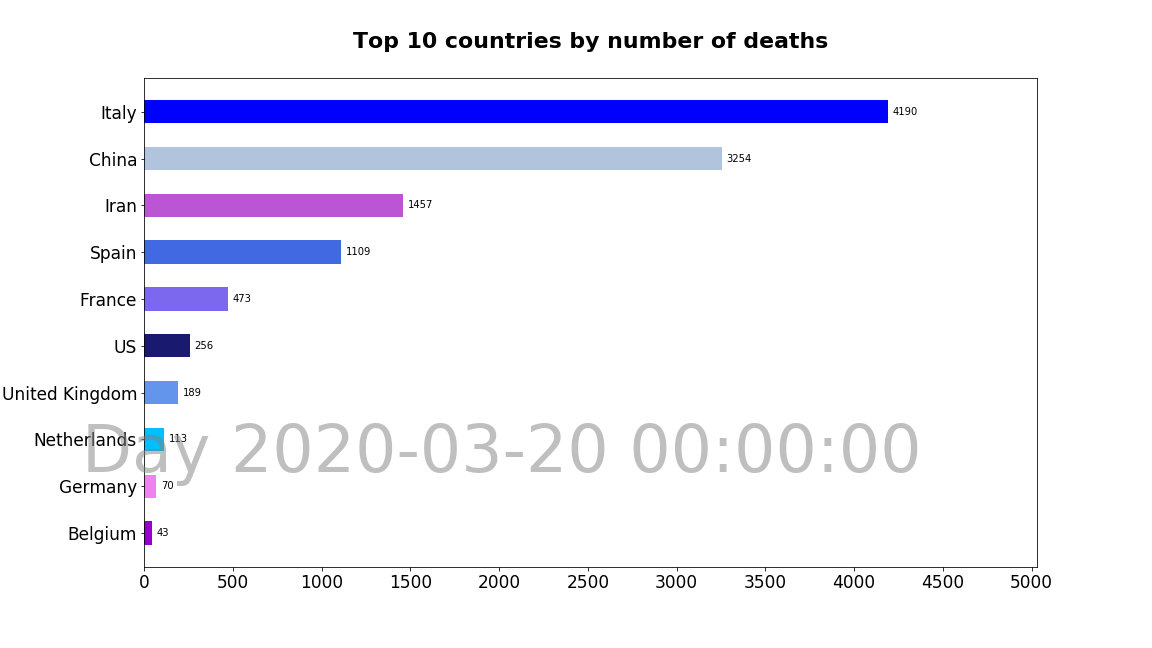 Top 10 countries by number of deaths
Italy 4190
China 3254
Iran 1457
Spain 1109
France 473
US 256
United Kingdom 189
Netherlands 113
Day 2020-03-20 00:00:00
Germany 70
Belgium 43
0 500 1000 1500 2000 2500 3000 3500 4000 4500 5000